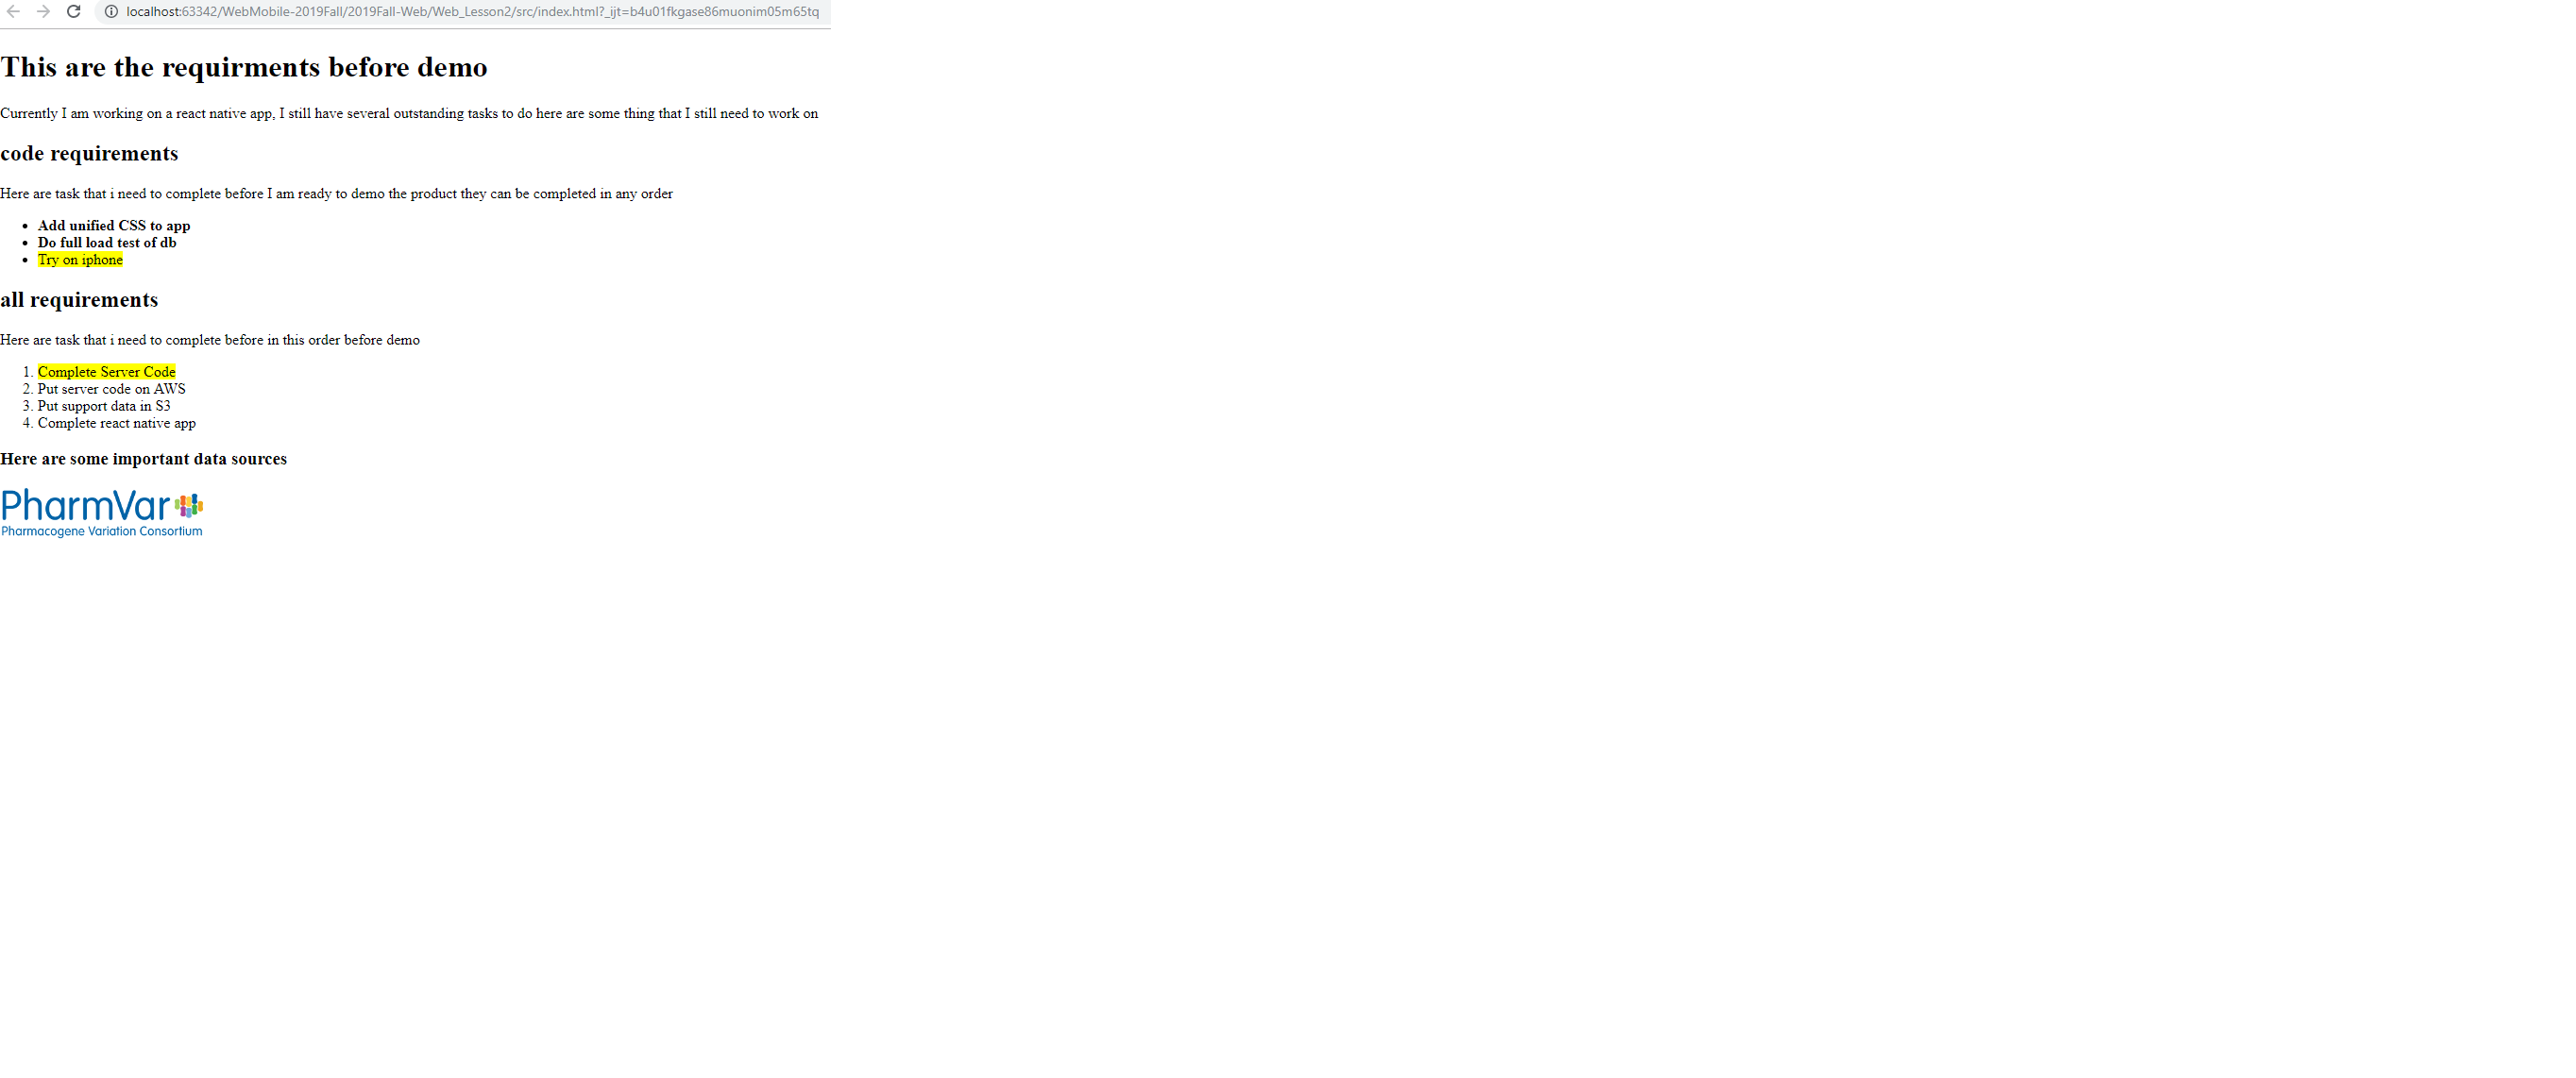 localhost:63342/WebMobile-2019Fall/2019Fall-Web/Web_Lesson2/src/index.html?_ijt=b4u01fkgase86muonim05m65tq
This are the requirments before demo
Currently I am working on a react native app, I still have several outstanding tasks to do here are some thing that I still need to work on
code requirements
Here are task that i need to complete before I am ready to demo the product they can be completed in any order
• Add unified CSS to app
• Do full load test of db
• Try on iphone
all requirements
Here are task that i need to complete before in this order before demo
1. Complete Server Code
2. Put server code on AWS
3. Put support data in S3
4. Complete react native app
Here are some important data sources
PharmVar
Pharmacogene Variation Consortium